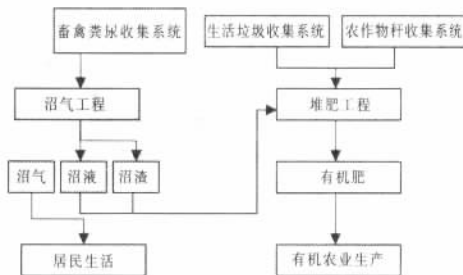 畜禽粪尿收集系统
生活垃圾收集系统
农作物杆收集系统
沼气工程
堆肥工程
沼气
沼液
沼渣
有机肥
居民生活
有机农业生产